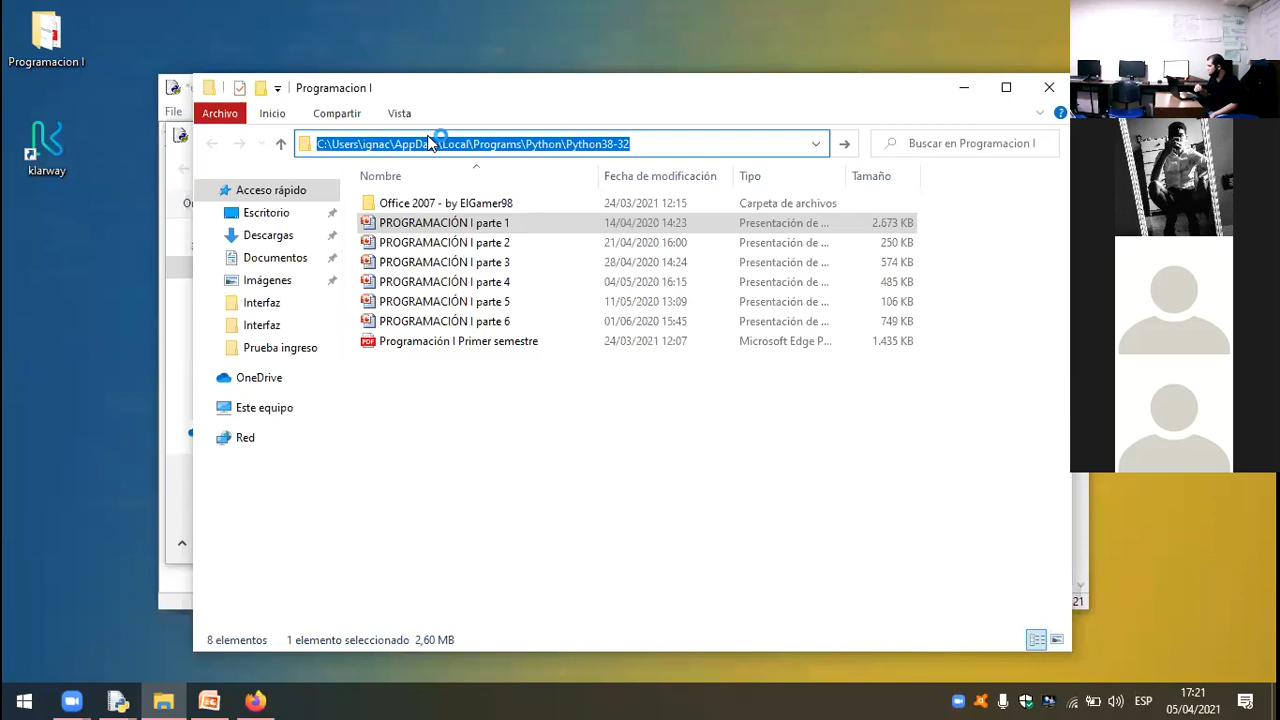 Programacion I
klarway
File
Programacion I
Archivo Inicio Compartir Vista
C:\Users\ignac\AppDa \Local\Programs\Python\Python38-32
Buscar en Programacion I
Nombre Fecha de modificación Tipo Tamaño
Acceso rápido
Escritorio
Descargas
Documentos
Imágenes
Interfaz
Interfaz
Prueba ingreso
OneDrive
Este equipo
Red
Office 2007 - by ElGamer98 24/03/2021 12:15 Carpeta de archivos
PROGRAMACIÓN I parte 1 14/04/2020 14:23 Presentación de ... 2.673 KB
PROGRAMACIÓN I parte 2 21/04/2020 16:00 Presentación de ... 250 KB
PROGRAMACIÓN I parte 3 28/04/2020 14:24 Presentación de ... 574 KB
PROGRAMACIÓN I parte 4 04/05/2020 16:15 Presentación de ... 485 KB
PROGRAMACIÓN I parte 5 11/05/2020 13:09 Presentación de ... 106 KB
PROGRAMACIÓN I parte 6 01/06/2020 15:45 Presentación de ... 749 KB
PDF Programación I Primer semestre 24/03/2021 12:07 Microsoft Edge P... 1.435 KB
21
8 elementos 1 elemento seleccionado 2,60 MB
ESP
17:21
05/04/2021